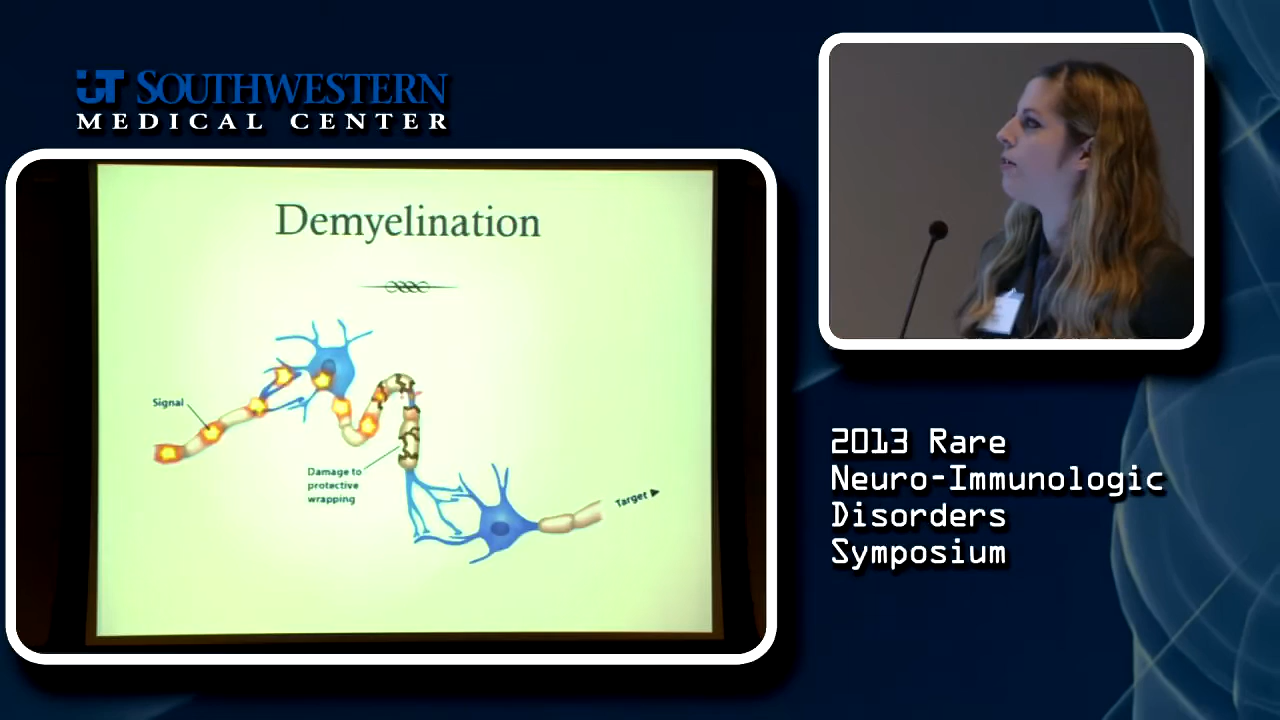 UT SOUTHWESTERN
MEDICAL CENTER
Demyelination
Signal
Damage to
protective
wrapping
Target
2013 Rare
Neuro-Immunologic
Disorders
Symposium